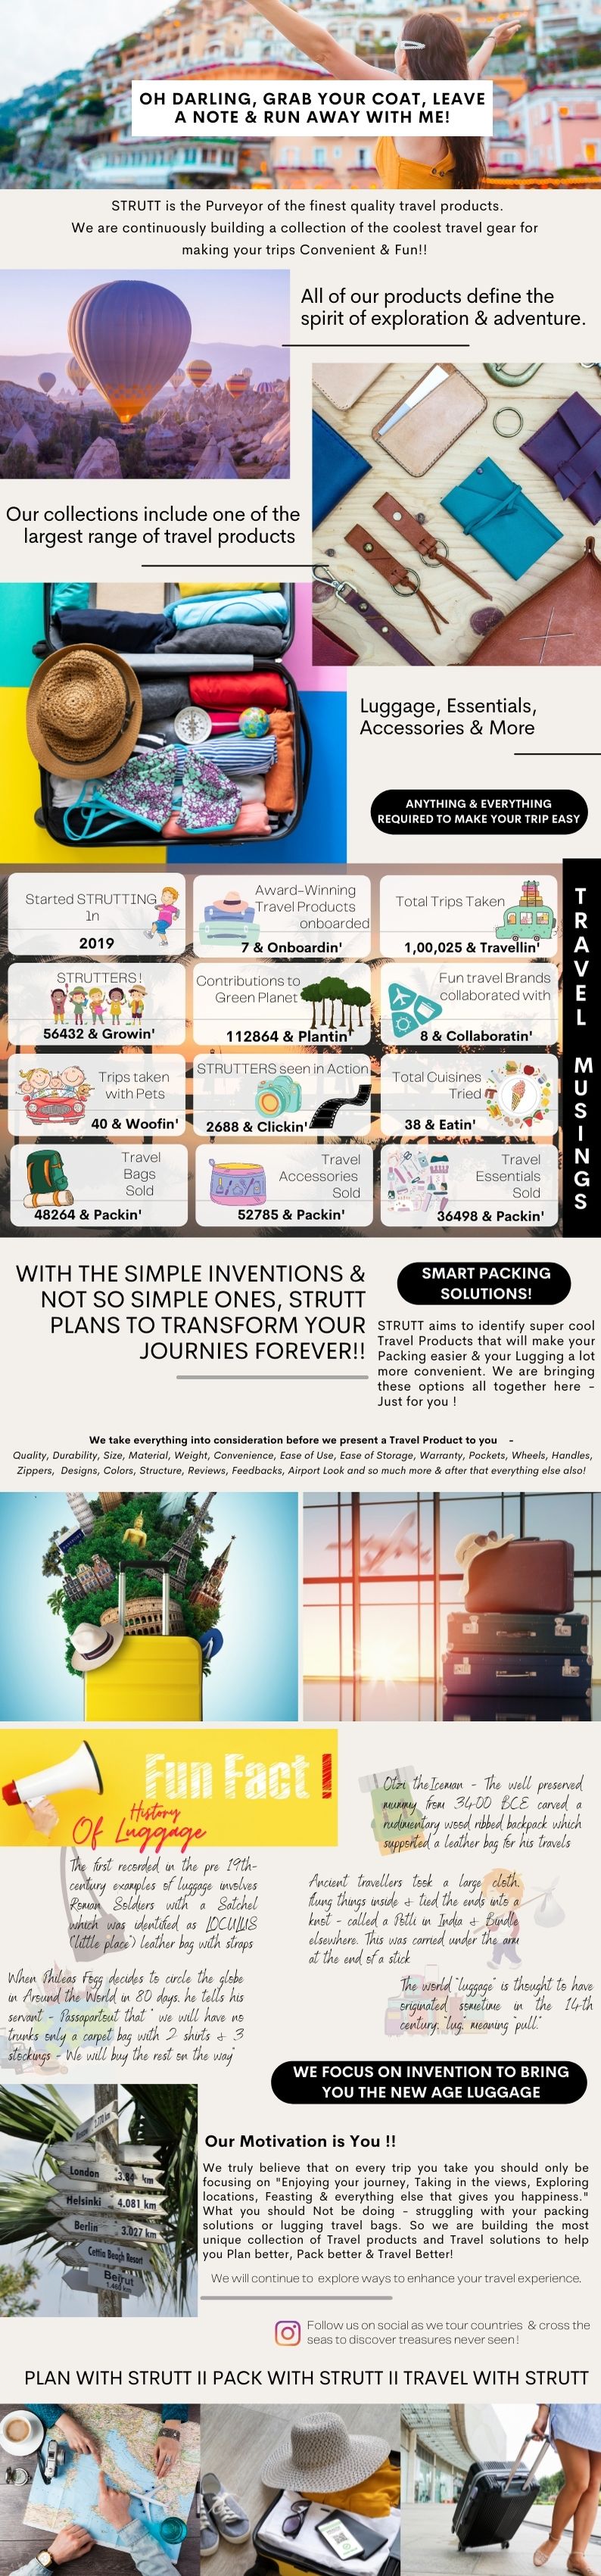 OH DARLING, GRAB YOUR COAT, LEAVE
A NOTE & RUN AWAY WITH ME!
STRUTT is the Purveyor of the finest quality travel products.
We are continuously building a collection of the coolest travel gear for
making your trips Convenient & Fun!!
All of our products define the
spirit of exploration & adventure.
Our collections include one of the
largest range of travel products
Luggage, Essentials,
Accessories & More
ANYTHING & EVERYTHING
REQUIRED TO MAKE YOUR TRIP EASY
TRAVEL MUSINGS
Started STRUTTING
In
2019
Award-Winning
Travel Products
onboarded
7 & Onboardin'
Total Trips Taken
1,00,025 & Travellin'
STRUTTERS!
56432 & Growin'
Contributions to
Green Planet
112864 & Plantin'
Fun travel Brands
collaborated with
8 & Collaboratin'
Trips taken
with Pets
40 & Woofin'
STRUTTERS seen in Action
2688 & Clickin'
Total Cuisines
Tried
38 & Eatin'
Travel
Bags
Sold
48264 & Packin'
Travel
Accessories
Sold
52785 & Packin'
Travel
Essentials
Sold
36498 & Packin'
WITH THE SIMPLE INVENTIONS &
NOT SO SIMPLE ONES, STRUTT
PLANS TO TRANSFORM YOUR
JOURNIES FOREVER!!
SMART PACKING
SOLUTIONS!
STRUTT aims to identify super cool
Travel Products that will make your
Packing easier & your Lugging a lot
more convenient. We are bringing
these options all together here -
Just for you !
We take everything into consideration before we present a Travel Product to you -
Quality, Durability, Size, Material, Weight, Convenience, Ease of Use, Ease of Storage, Warranty, Pockets, Wheels, Handles,
Zippers, Designs, Colors, Structure, Reviews, Feedbacks, Airport Look and so much more & after that everything else also!
Fun Fact !
History
Of Luggage
Otzi the Iceman - The well preserved
mummy from 3400 BCE carved a
rudimentary wood ribbed backpack which
supported a leather bag for his travels
The first recorded in the pre 19th-
century examples of luggage involves
Roman Soldiers with a Satchel
which was identified as LOCULUS
("little place") leather bag with straps
Ancient travellers took a large cloth,
flung things inside & tied the ends into a
knot - called a Potli in India & Bindle
elsewhere. This was carried under the arm
at the end of a stick
When Phileas Fogg decides to circle the globe
in Around the World in 80 days, he tells his
servant - Passapartout that " we will have no
trunks only a carpet bag with 2 shirts & 3
stockings - We will buy the rest on the way"
The world "luggage" is thought to have
originated sometime in the 14th
century, "lug," meaning "pull."
WE FOCUS ON INVENTION TO BRING
YOU THE NEW AGE LUGGAGE
London 3.84 km
Helsinki 4.081 km
Berlin 3.027 km
Cettia Beach Resort
Beirut
1.460 km
Our Motivation is You !!
We truly believe that on every trip you take you should only be
focusing on "Enjoying your journey, Taking in the views, Exploring
locations, Feasting & everything else that gives you happiness."
What you should Not be doing - struggling with your packing
solutions or lugging travel bags. So we are building the most
unique collection of Travel products and Travel solutions to help
you Plan better, Pack better & Travel Better!
We will continue to explore ways to enhance your travel experience.
Follow us on social as we tour countries & cross the
seas to discover treasures never seen !
PLAN WITH STRUTT II PACK WITH STRUTT II TRAVEL WITH STRUTT